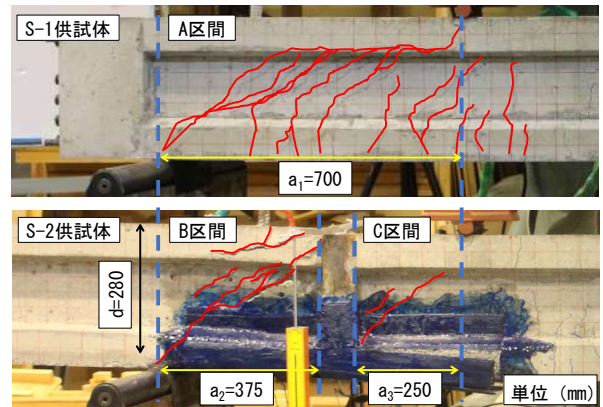 S-1供試体
A区間
a₁=700
S-2供試体
B区間
C区間
d=280
a₂=375
a₃=250
単位 (mm)